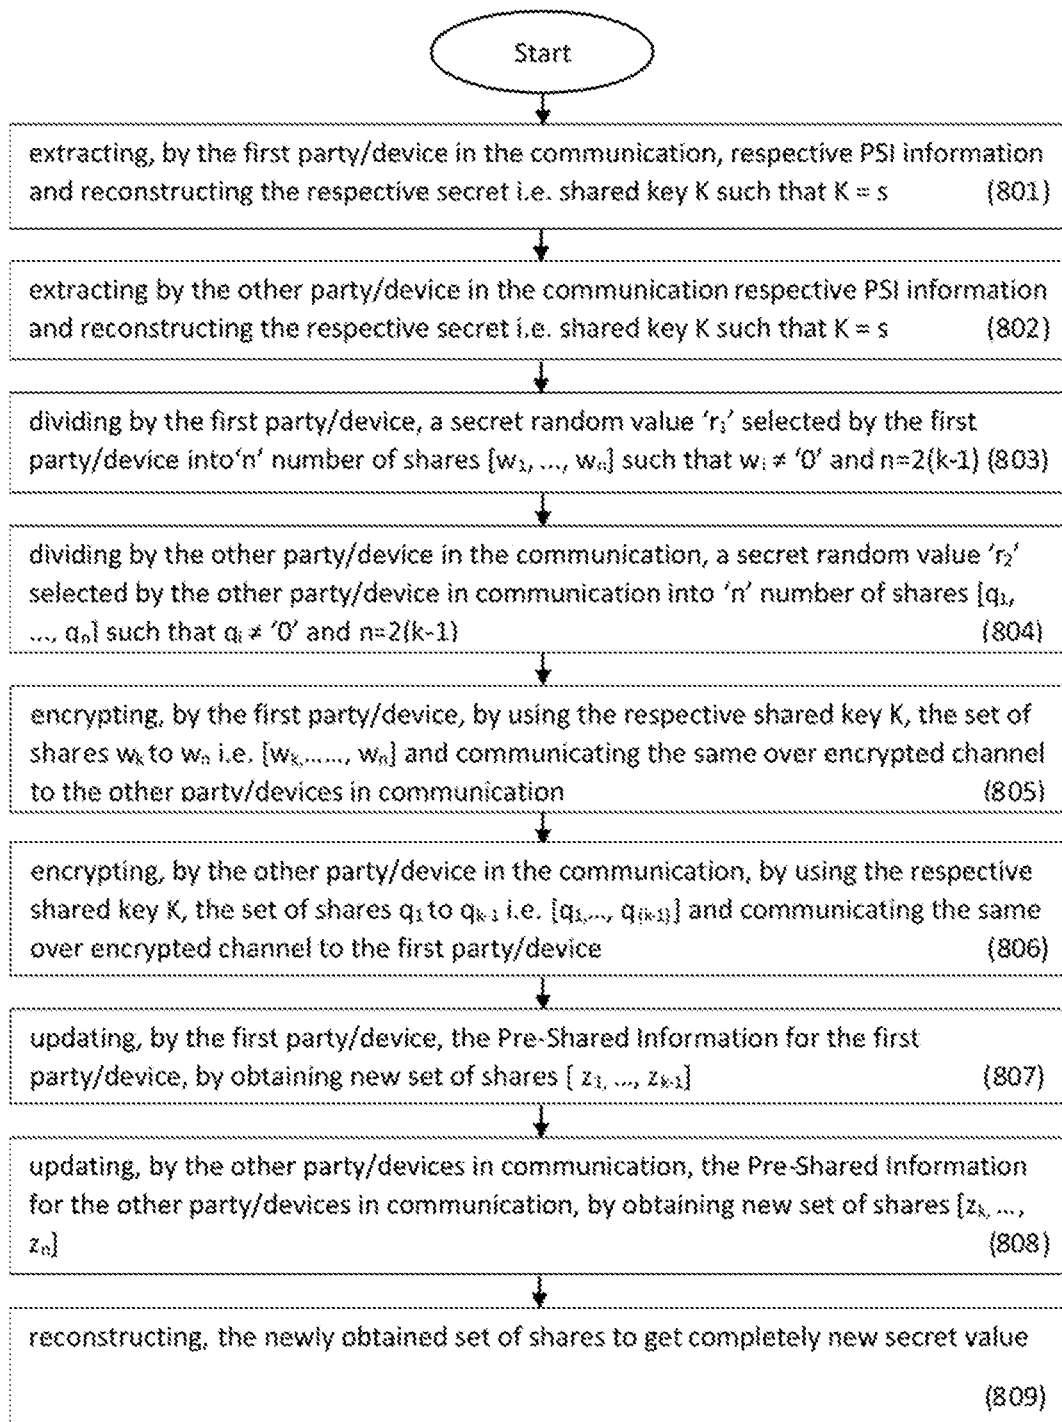 Start
extracting, by the first party/device in the communication, respective PSI information
and reconstructing the respective secret i.e. shared key K such that K = s (801)
extracting by the other party/device in the communication respective PSI information
and reconstructing the respective secret i.e. shared key K such that K = s (802)
dividing by the first party/device, a secret random value ‘r₁’ selected by the first
party/device into‘n’ number of shares [w₁, ..., wₙ] such that wᵢ ≠ ‘0’ and n=2(k-1) (803)
dividing by the other party/device in the communication, a secret random value ‘r₂’
selected by the other party/device in communication into ‘n’ number of shares [q₁,
..., qₙ] such that qᵢ ≠ ‘0’ and n=2(k-1) (804)
encrypting, by the first party/device, by using the respective shared key K, the set of
shares wₖ to wₙ i.e. [wₖ,....., wₙ] and communicating the same over encrypted channel
to the other party/devices in communication (805)
encrypting, by the other party/device in the communication, by using the respective
shared key K, the set of shares q₁ to qₖ₋₁ i.e. [q₁,..., q₍ₖ₋₁₎] and communicating the same
over encrypted channel to the first party/device (806)
updating, by the first party/device, the Pre-Shared Information for the first
party/device, by obtaining new set of shares [ z₁, ..., zₖ₋₁] (807)
updating, by the other party/devices in communication, the Pre-Shared Information
for the other party/devices in communication, by obtaining new set of shares [zₖ, ...,
zₙ] (808)
reconstructing, the newly obtained set of shares to get completely new secret value
(809)